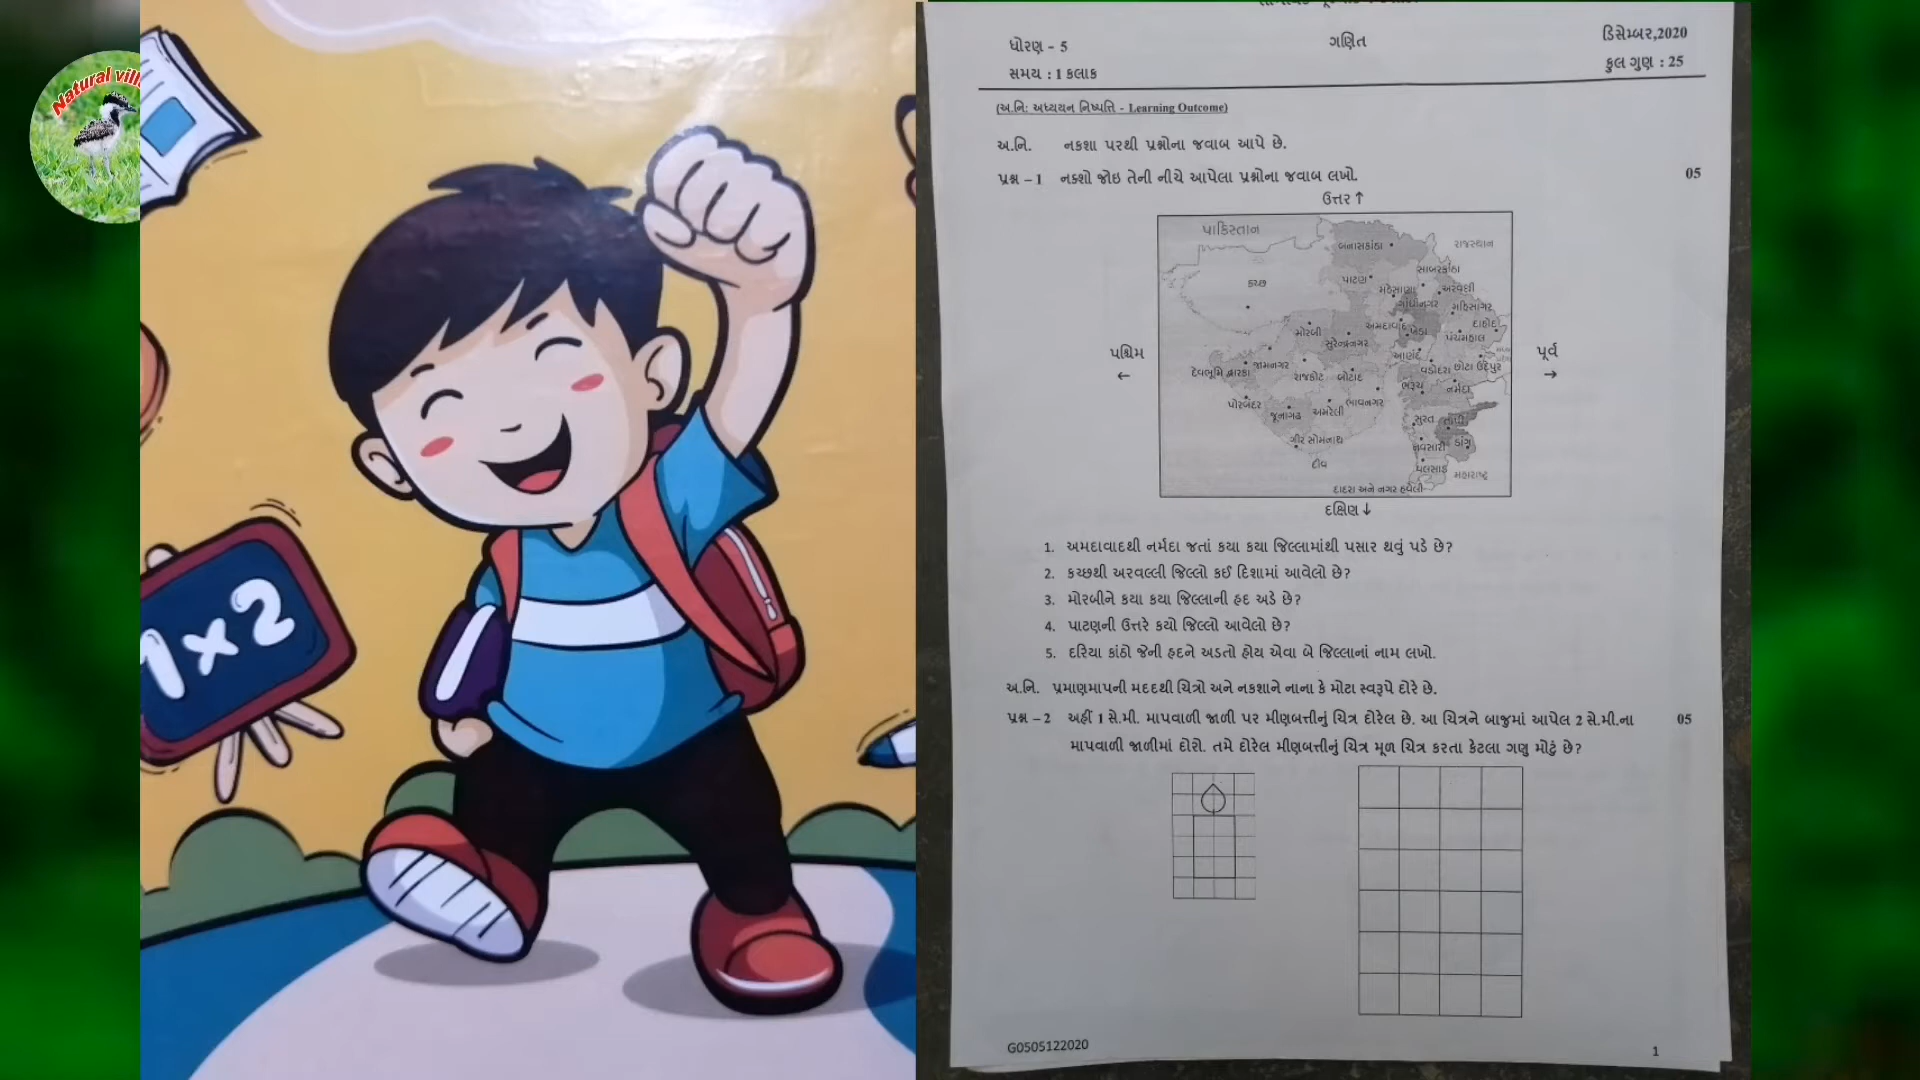 Natural vill
1x2
ધોરણ - 5
ગણિત
ડિસેમ્બર,2020
સમય : 1 કલાક
કુલ ગુણ : 25
(અ.નિ: અધ્યયન નિષ્પત્તિ - Learning Outcome)
અ.નિ. નકશા પરથી પ્રશ્નોના જવાબ આપે છે.
પ્રશ્ન – 1 નકશો જોઇ તેની નીચે આપેલા પ્રશ્નોના જવાબ લખો. 05
ઉત્તર ↑
પાકિસ્તાન
બનાસકાંઠા
રાજસ્થાન
સાબરકાંઠા
પાટણ
કચ્છ
મહેસાણા
અરવલ્લી
ગાંધીનગર
મહિસાગર
મોરબી
અમદાવાદ
ખેડા
દાહોદ
સુરેન્દ્રનગર
પંચમહાલ
પશ્ચિમ
←
પૂર્વ
→
આણંદ
દેવભૂમિ દ્વારકા
જામનગર
રાજકોટ
બોટાદ
વડોદરા
છોટા ઉદેપુર
ભરૂચ
નર્મદા
પોરબંદર
જૂનાગઢ
અમરેલી
ભાવનગર
સુરત
તાપી
ગીર સોમનાથ
નવસારી
ડાંગ
દીવ
વલસાડ
મહારાષ્ટ્ર
દાદરા અને નગર હવેલી
દક્ષિણ ↓
1. અમદાવાદથી નર્મદા જતાં કયા કયા જિલ્લામાંથી પસાર થવું પડે છે?
2. કચ્છથી અરવલ્લી જિલ્લો કઈ દિશામાં આવેલો છે?
3. મોરબીને કયા કયા જિલ્લાની હદ અડે છે?
4. પાટણની ઉત્તરે કયો જિલ્લો આવેલો છે?
5. દરિયા કાંઠો જેની હદને અડતો હોય એવા બે જિલ્લાનાં નામ લખો.
અ.નિ. પ્રમાણમાપની મદદથી ચિત્રો અને નકશાને નાના કે મોટા સ્વરૂપે દોરે છે.
પ્રશ્ન – 2 અહીં 1 સે.મી. માપવાળી જાળી પર મીણબત્તીનું ચિત્ર દોરેલ છે. આ ચિત્રને બાજુમાં આપેલ 2 સે.મી.ના 05
માપવાળી જાળીમાં દોરો. તમે દોરેલ મીણબત્તીનું ચિત્ર મૂળ ચિત્ર કરતા કેટલા ગણુ મોટું છે?
G0505122020
1